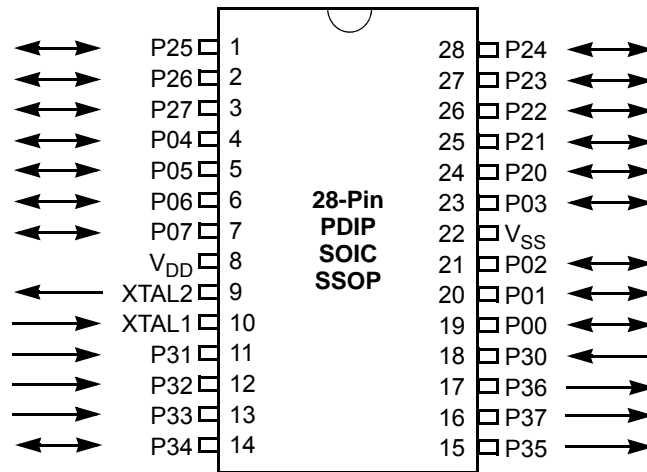 P25 1 28 P24
P26 2 27 P23
P27 3 26 P22
P04 4 25 P21
P05 5 24 P20
P06 6 23 P03
P07 7 22 VSS
VDD 8 21 P02
XTAL2 9 20 P01
XTAL1 10 19 P00
P31 11 18 P30
P32 12 17 P36
P33 13 16 P37
P34 14 15 P35
28-Pin
PDIP
SOIC
SSOP